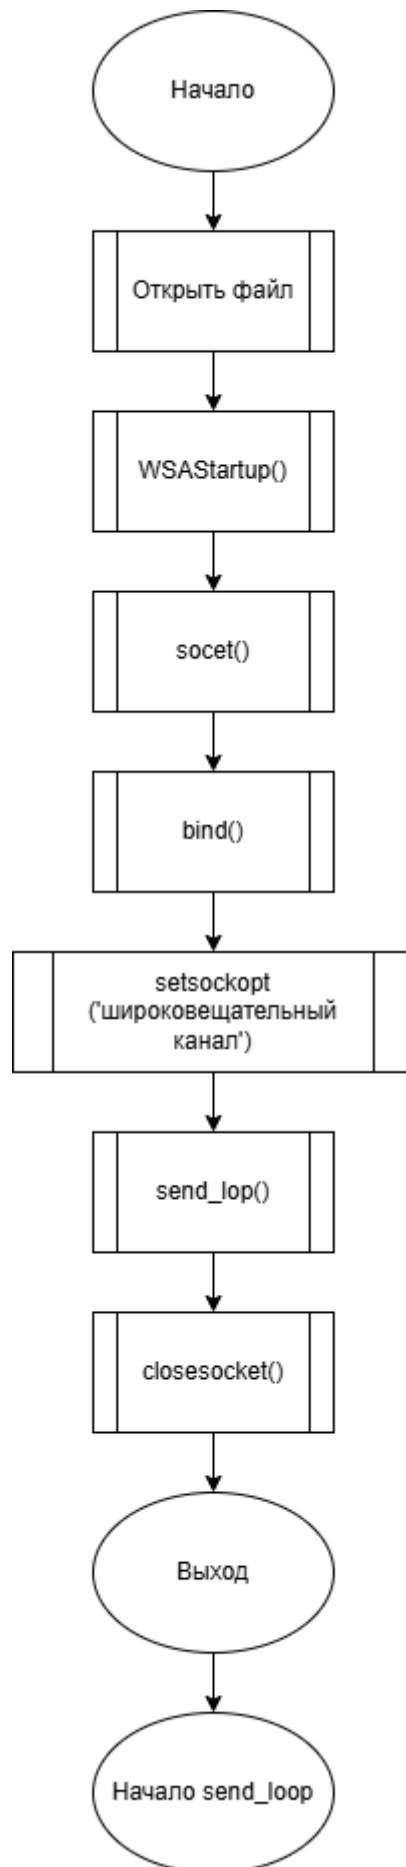 Начало
Открыть файл
WSAStartup()
socet()
bind()
setsockopt
('широковещательный
канал')
send_lop()
closesocket()
Выход
Начало send_loop